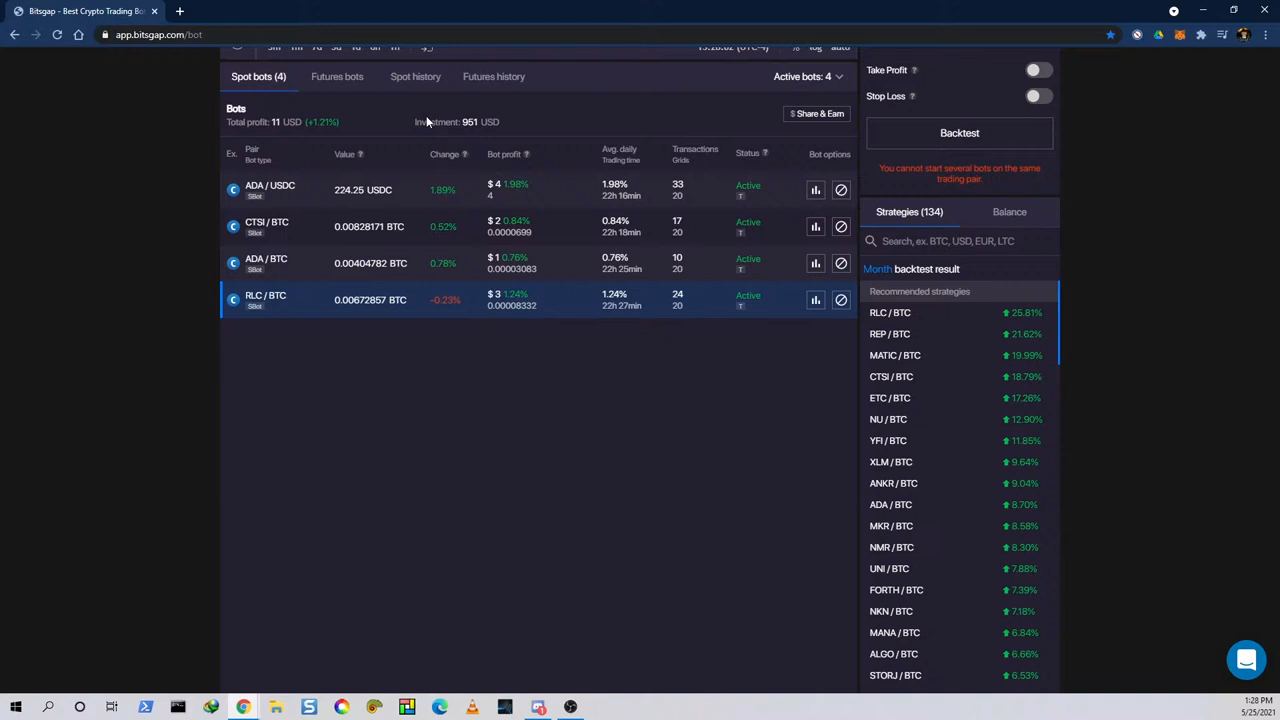 Bitsgap - Best Crypto Trading Bo
app.bitsgap.com/bot
Spot bots (4) Futures bots Spot history Futures history Active bots: 4
Bots
Total profit: 11 USD (+1.21%) Investment: 951 USD $ Share & Earn
Ex. Pair Value Change Bot profit Avg. daily Transactions Status Bot options
Bot type Trading time Grids
ADA / USDC 224.25 USDC 1.89% $ 4 1.98% 1.98% 33 Active
SBot 4 22h 16min 20 T
CTSI / BTC 0.00828171 BTC 0.52% $ 2 0.84% 0.84% 17 Active
SBot 0.0000699 22h 18min 20 T
ADA / BTC 0.00404782 BTC 0.78% $ 1 0.76% 0.76% 10 Active
SBot 0.00003083 22h 25min 20 T
RLC / BTC 0.00672857 BTC -0.23% $ 3 1.24% 1.24% 24 Active
SBot 0.00008332 22h 27min 20 T
Take Profit
Stop Loss
Backtest
You cannot start several bots on the same
trading pair.
Strategies (134) Balance
Search, ex. BTC, USD, EUR, LTC
Month backtest result
Recommended strategies
RLC / BTC 25.81%
REP / BTC 21.62%
MATIC / BTC 19.99%
CTSI / BTC 18.79%
ETC / BTC 17.26%
NU / BTC 12.90%
YFI / BTC 11.85%
XLM / BTC 9.64%
ANKR / BTC 9.04%
ADA / BTC 8.70%
MKR / BTC 8.58%
NMR / BTC 8.30%
UNI / BTC 7.88%
FORTH / BTC 7.39%
NKN / BTC 7.18%
MANA / BTC 6.84%
ALGO / BTC 6.66%
STORJ / BTC 6.53%
1:28 PM
5/25/2021